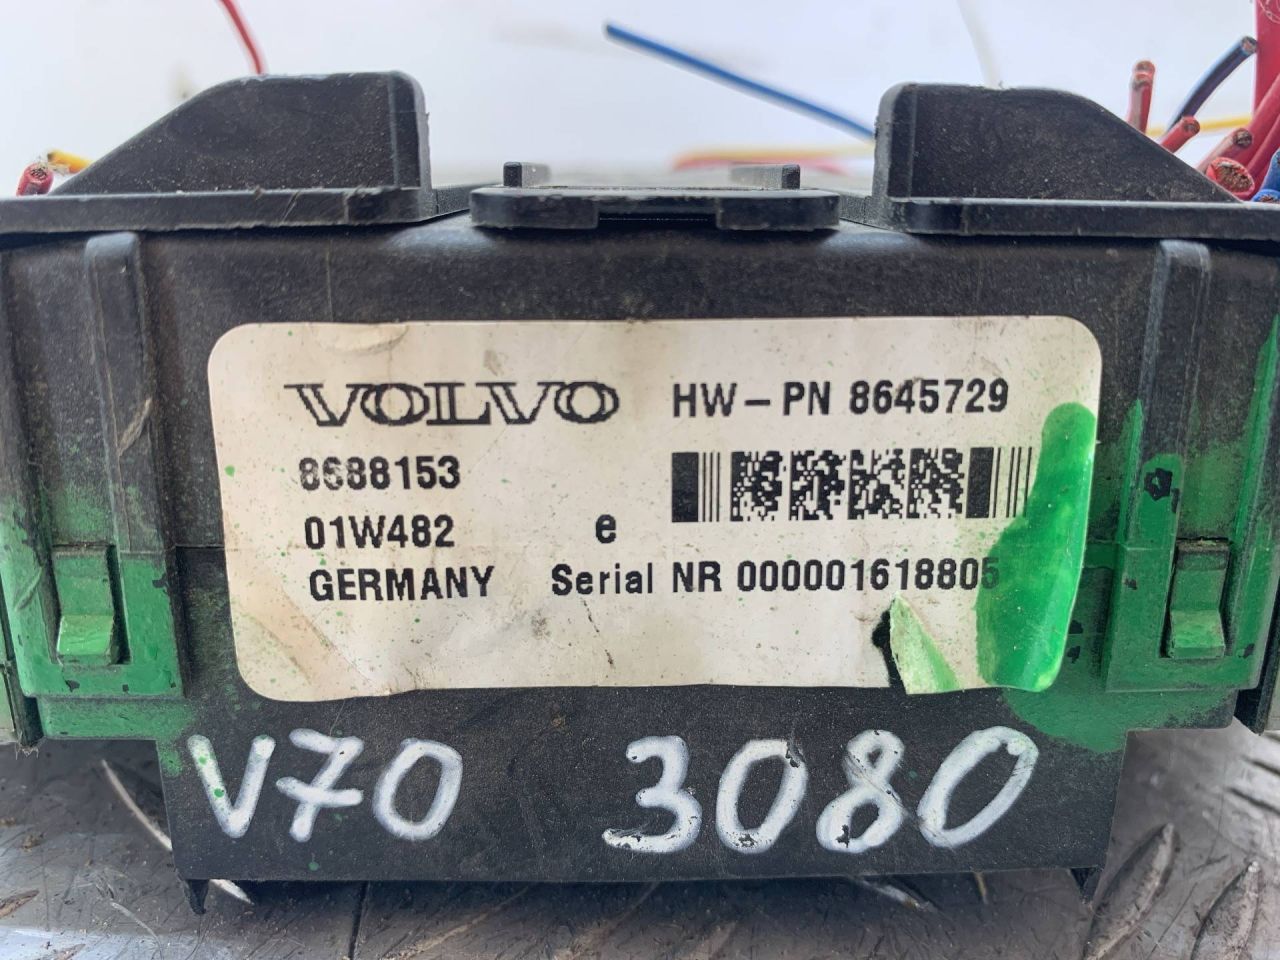 VOLVO HW-PN 8645729
8688153
01W482 e
GERMANY Serial NR 000001618805
V70 3080